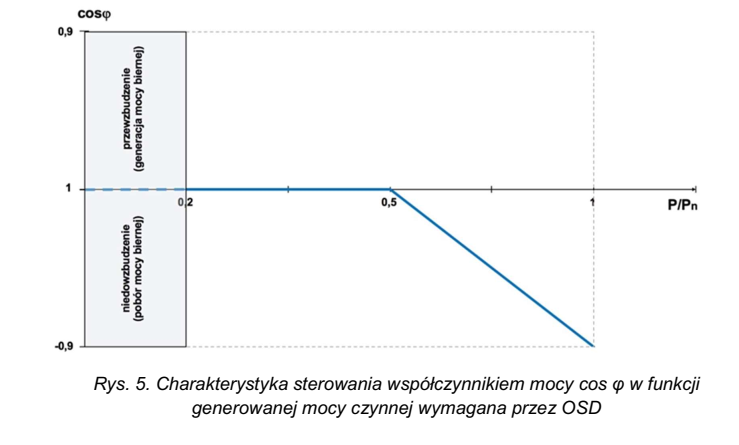 cosφ
0,9
przewzbudzenie
(generacja mocy biernej)
1
0,2
0,5
1
P/Pn
niedowzbudzenie
(pobór mocy biernej)
-0,9
Rys. 5. Charakterystyka sterowania współczynnikiem mocy cos φ w funkcji
generowanej mocy czynnej wymagana przez OSD